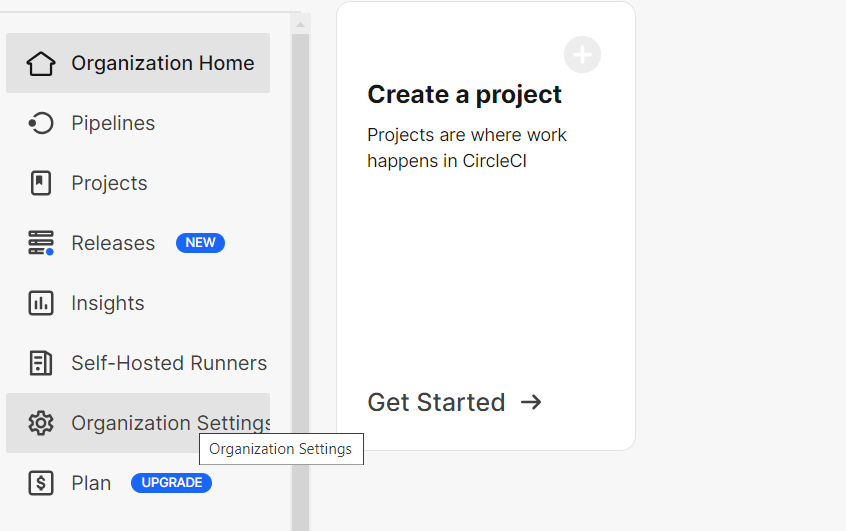 Organization Home
Pipelines
Projects
Releases NEW
Insights
Self-Hosted Runners
Organization Settings
Organization Settings
Plan UPGRADE
Create a project
Projects are where work
happens in CircleCI
Get Started